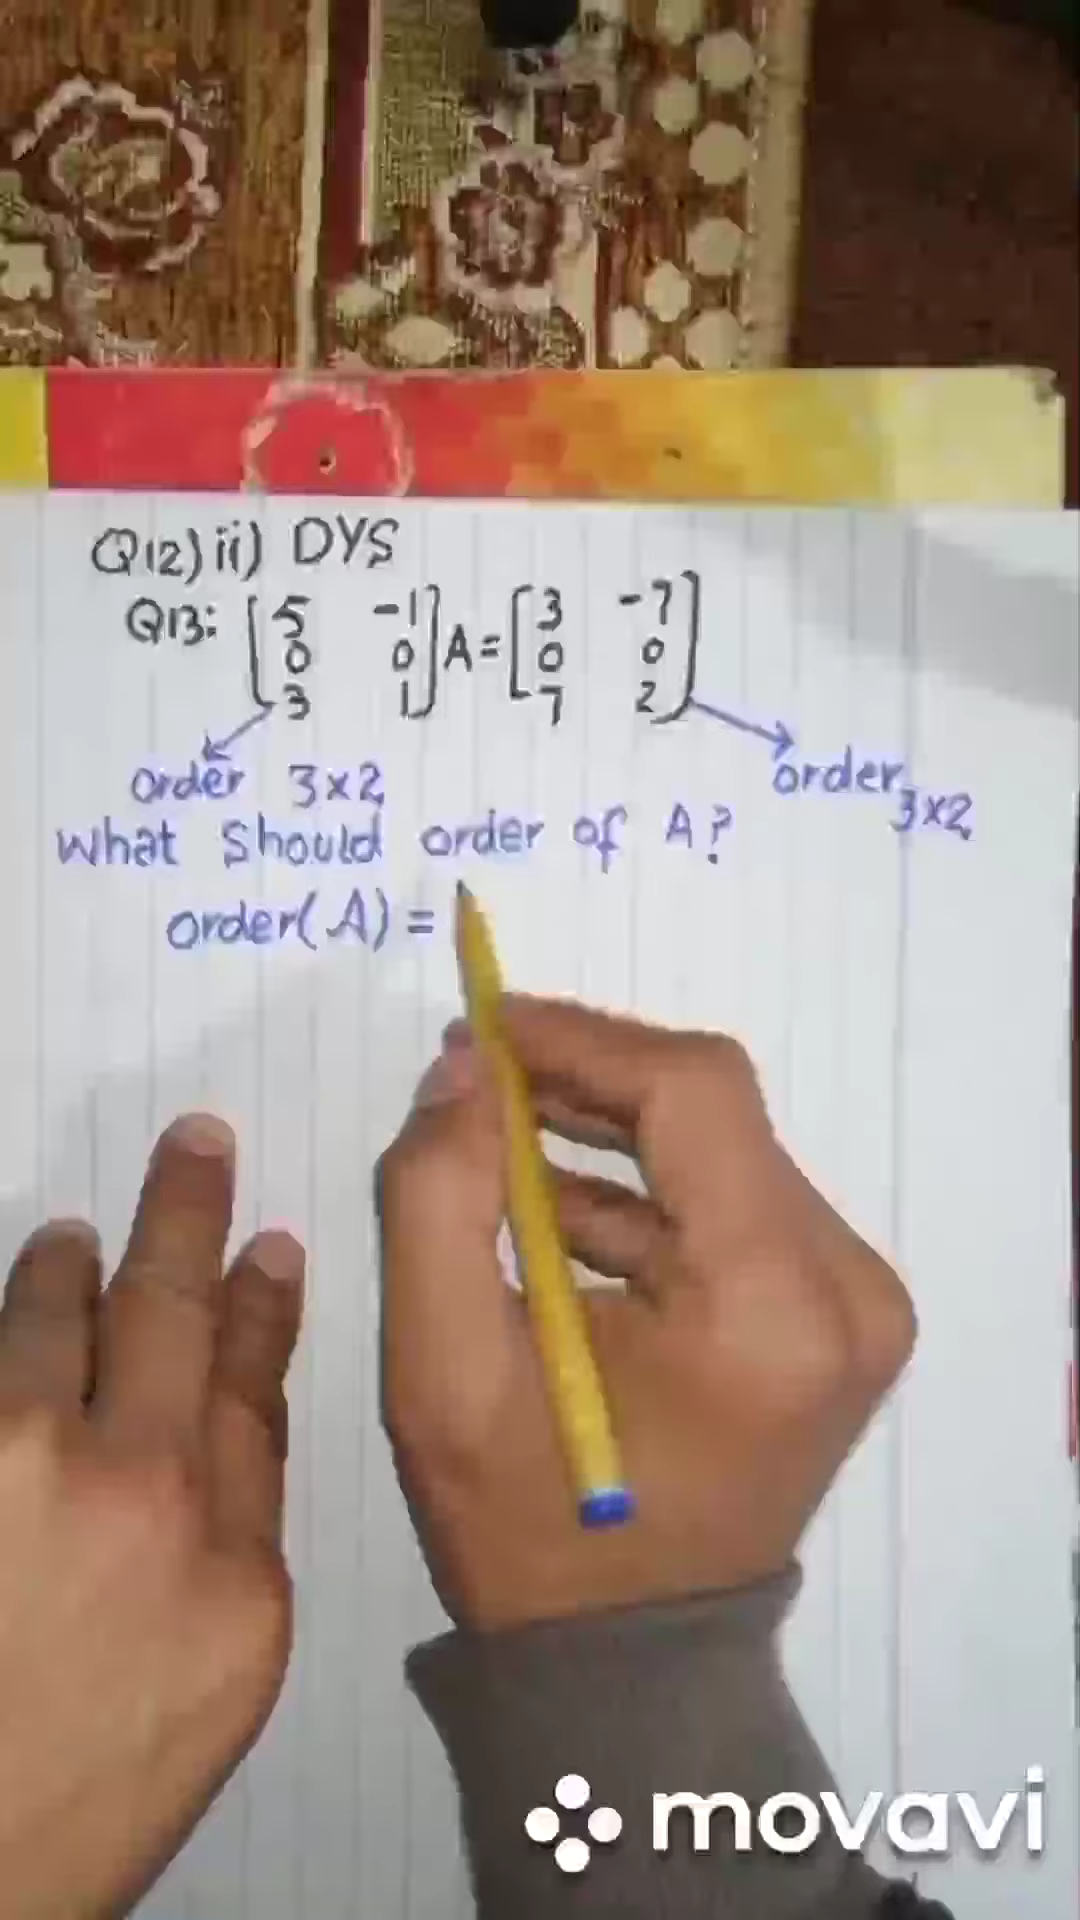 Q12) ii) DYS
Q13: [5 -1] A = [3 -7]
0 0 0 0
3 1 7 2
order 3×2 order 3×2
What Should order of A?
order(A) =
movavi